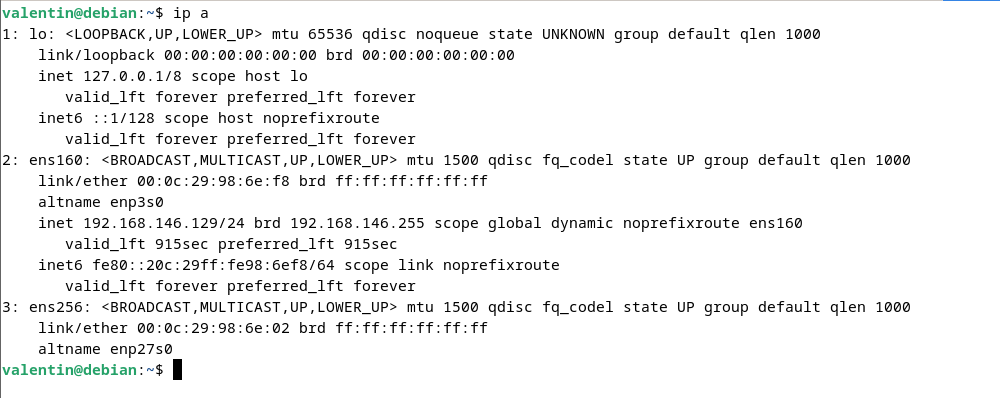 valentin@debian:~$ ip a
1: lo: <LOOPBACK,UP,LOWER_UP> mtu 65536 qdisc noqueue state UNKNOWN group default qlen 1000
    link/loopback 00:00:00:00:00:00 brd 00:00:00:00:00:00
    inet 127.0.0.1/8 scope host lo
       valid_lft forever preferred_lft forever
    inet6 ::1/128 scope host noprefixroute
       valid_lft forever preferred_lft forever
2: ens160: <BROADCAST,MULTICAST,UP,LOWER_UP> mtu 1500 qdisc fq_codel state UP group default qlen 1000
    link/ether 00:0c:29:98:6e:f8 brd ff:ff:ff:ff:ff:ff
    altname enp3s0
    inet 192.168.146.129/24 brd 192.168.146.255 scope global dynamic noprefixroute ens160
       valid_lft 915sec preferred_lft 915sec
    inet6 fe80::20c:29ff:fe98:6ef8/64 scope link noprefixroute
       valid_lft forever preferred_lft forever
3: ens256: <BROADCAST,MULTICAST,UP,LOWER_UP> mtu 1500 qdisc fq_codel state UP group default qlen 1000
    link/ether 00:0c:29:98:6e:02 brd ff:ff:ff:ff:ff:ff
    altname enp27s0
valentin@debian:~$